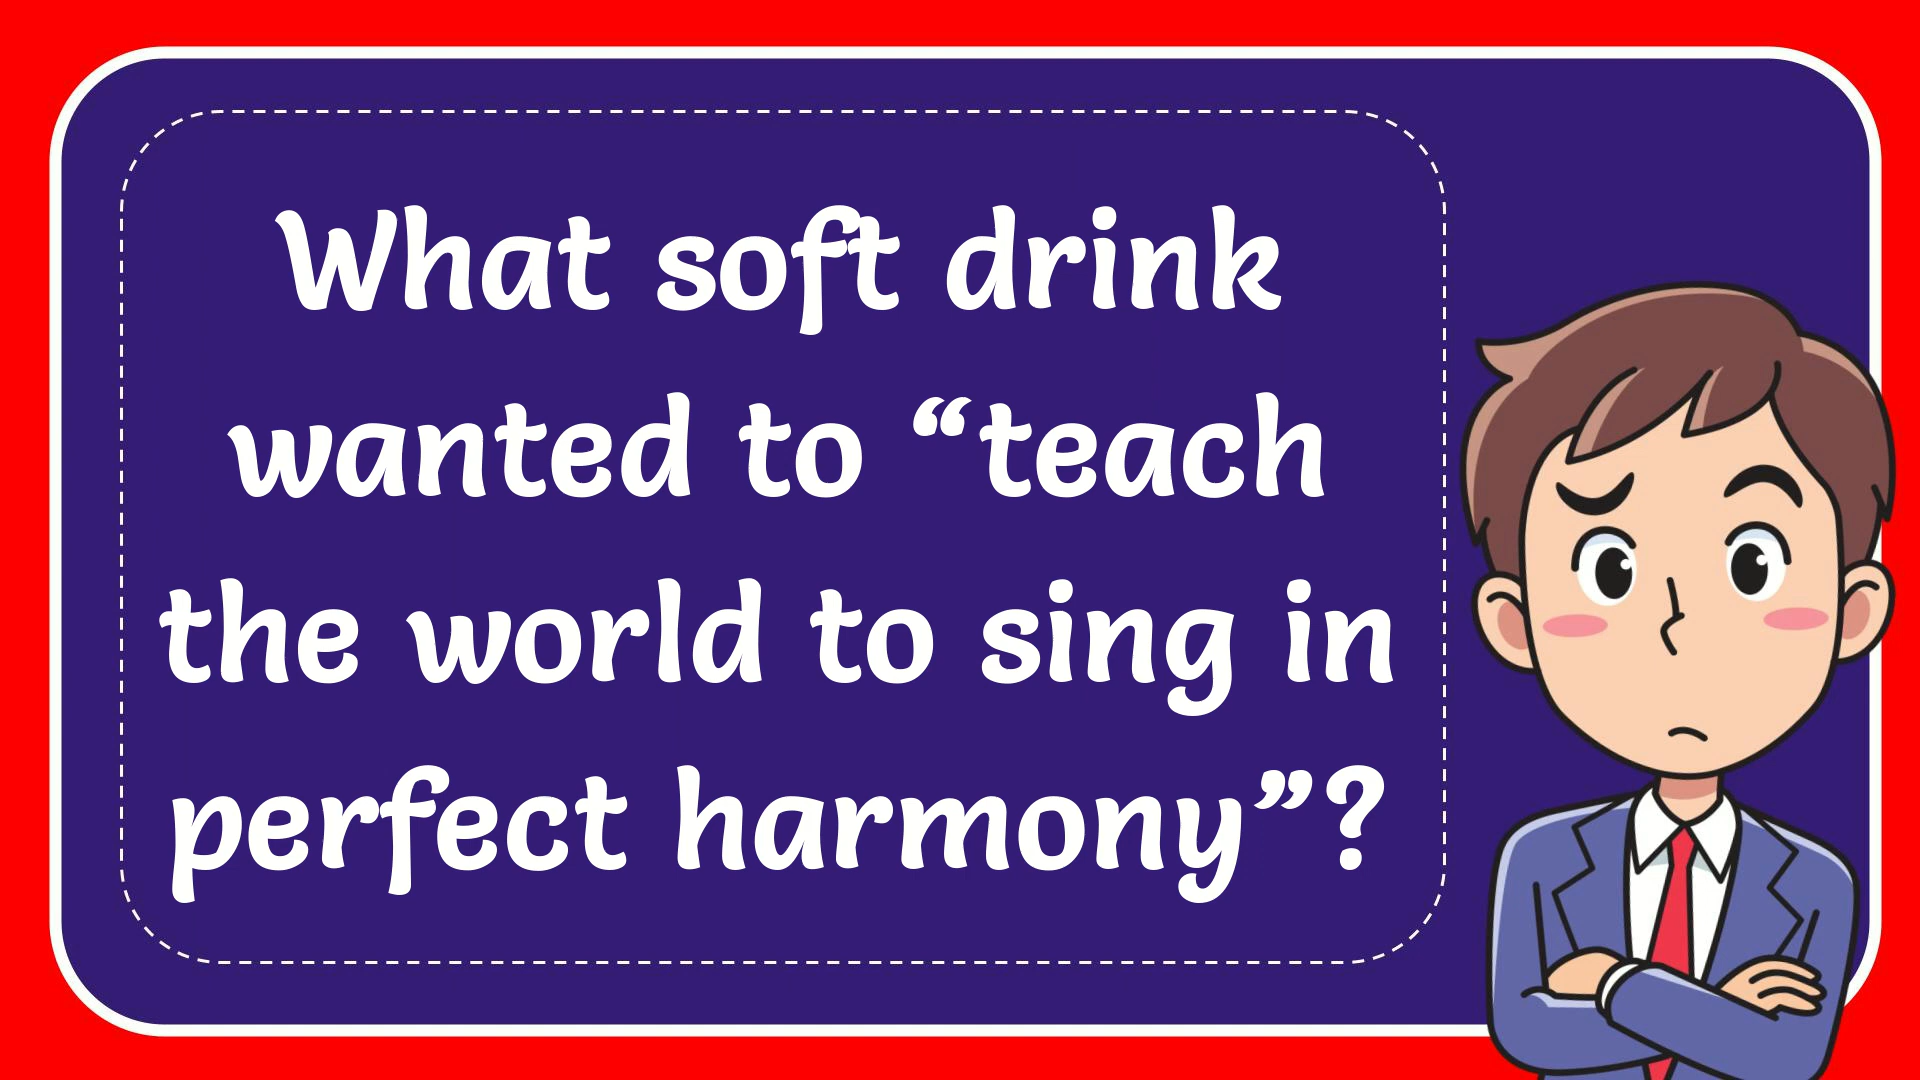 What soft drink
wanted to “teach
the world to sing in
perfect harmony”?